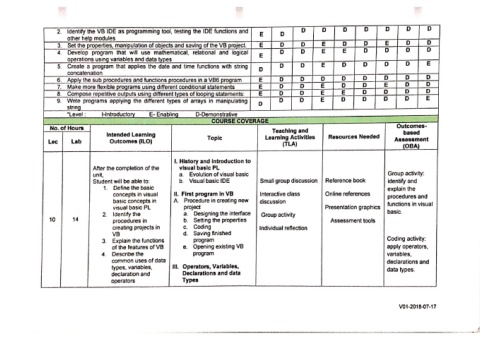 2. Identify the VB IDE as programming tool, testing the IDE functions and other help modules E D D D D D D D D
3. Set the properties, manipulation of objects and saving of the VB project. E D D E D D E D D
4. Develop program that will use mathematical, relational and logical operations using variables and data types E D D E E D D D D
5. Create a program that applies the date and time functions with string concatenation D D D E D D D D E
6. Apply the sub procedures and functions procedures in a VB6 program E D D D D D D D D
7. Make more flexible programs using different conditional statements E D D D D D E D D
8. Compose repetitive outputs using different types of looping statements: E D D E E D D D D
9. Write programs applying the different types of arrays in manipulating string D D D E D D D D E
*Level : I-Introductory E- Enabling D-Demonstrative
COURSE COVERAGE
No. of Hours
Lec
Lab
Intended Learning
Outcomes (ILO)
Topic
Teaching and
Learning Activities
(TLA)
Resources Needed
Outcomes-
based
Assessment
(OBA)
10
14
After the completion of the
unit,
Student will be able to:
1. Define the basic
concepts in visual
basic concepts in
visual basic PL
2. Identify the
procedures in
creating projects in
VB
3. Explain the functions
of the features of VB
4. Describe the
common uses of data
types, variables,
declaration and
operators
I. History and introduction to
visual basic PL
a. Evolution of visual basic
b. Visual basic IDE
II. First program in VB
A. Procedure in creating new
project
a. Designing the interface
b. Setting the properties
c. Coding
d. Saving finished
program
e. Opening existing VB
program
III. Operators, Variables,
Declarations and data
Types
Small group discussion
Interactive class
discussion
Group activity
Individual reflection
Reference book
Online references
Presentation graphics
Assessment tools
Group activity:
identify and
explain the
procedures and
functions in visual
basic.
Coding activity:
apply operators,
variables,
declarations and
data types.
V01-2018-07-17